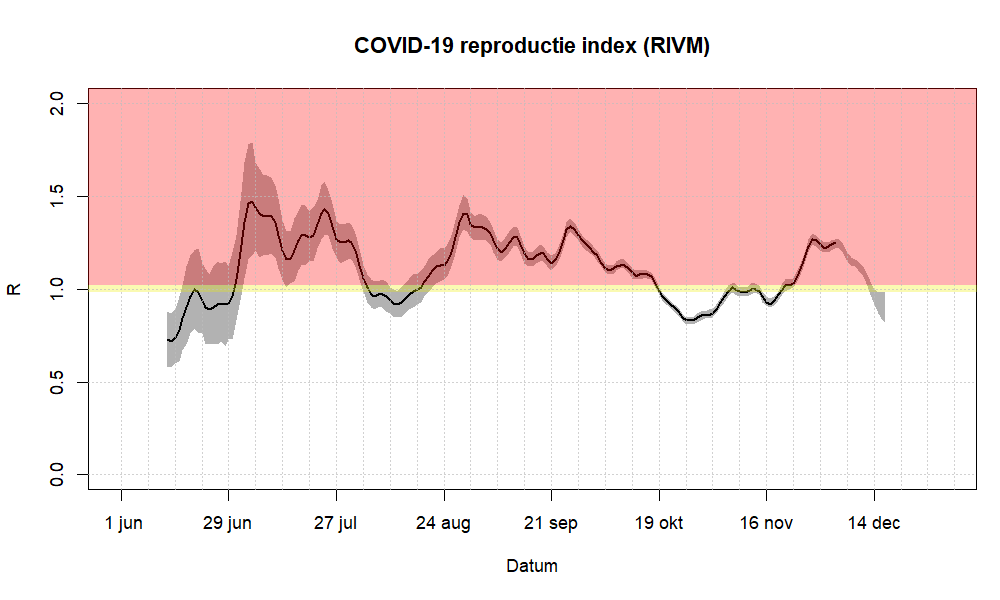 COVID-19 reproductie index (RIVM)
2.0
1.5
1.0
0.5
0.0
R
1 jun 29 jun 27 jul 24 aug 21 sep 19 okt 16 nov 14 dec
Datum